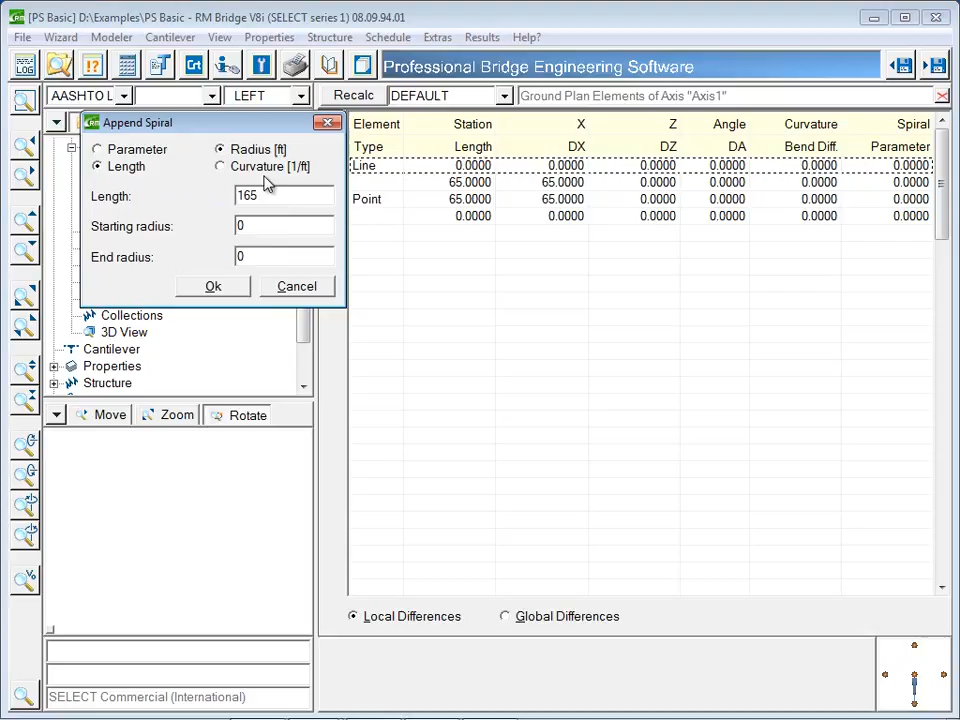 [PS Basic] D:\Examples\PS Basic - RM Bridge V8i (SELECT series 1) 08.09.94.01
File Wizard Modeler Cantilever View Properties Structure Schedule Extras Results Help?
LOG Crt Professional Bridge Engineering Software
AASHTO L LEFT Recalc DEFAULT Ground Plan Elements of Axis "Axis1"
Append Spiral
Parameter Radius [ft]
Length Curvature [1/ft]
Length: 165
Starting radius: 0
End radius: 0
Ok Cancel
Collections
3D View
Cantilever
Properties
Structure
Move Zoom Rotate
Element Station X Z Angle Curvature Spiral
Type Length DX DZ DA Bend Diff. Parameter
Line 0.0000 0.0000 0.0000 0.0000 0.0000 0.0000
65.0000 65.0000 0.0000 0.0000 0.0000 0.0000
Point 65.0000 65.0000 0.0000 0.0000 0.0000 0.0000
0.0000 0.0000 0.0000 0.0000 0.0000 0.0000
Local Differences Global Differences
SELECT Commercial (International)